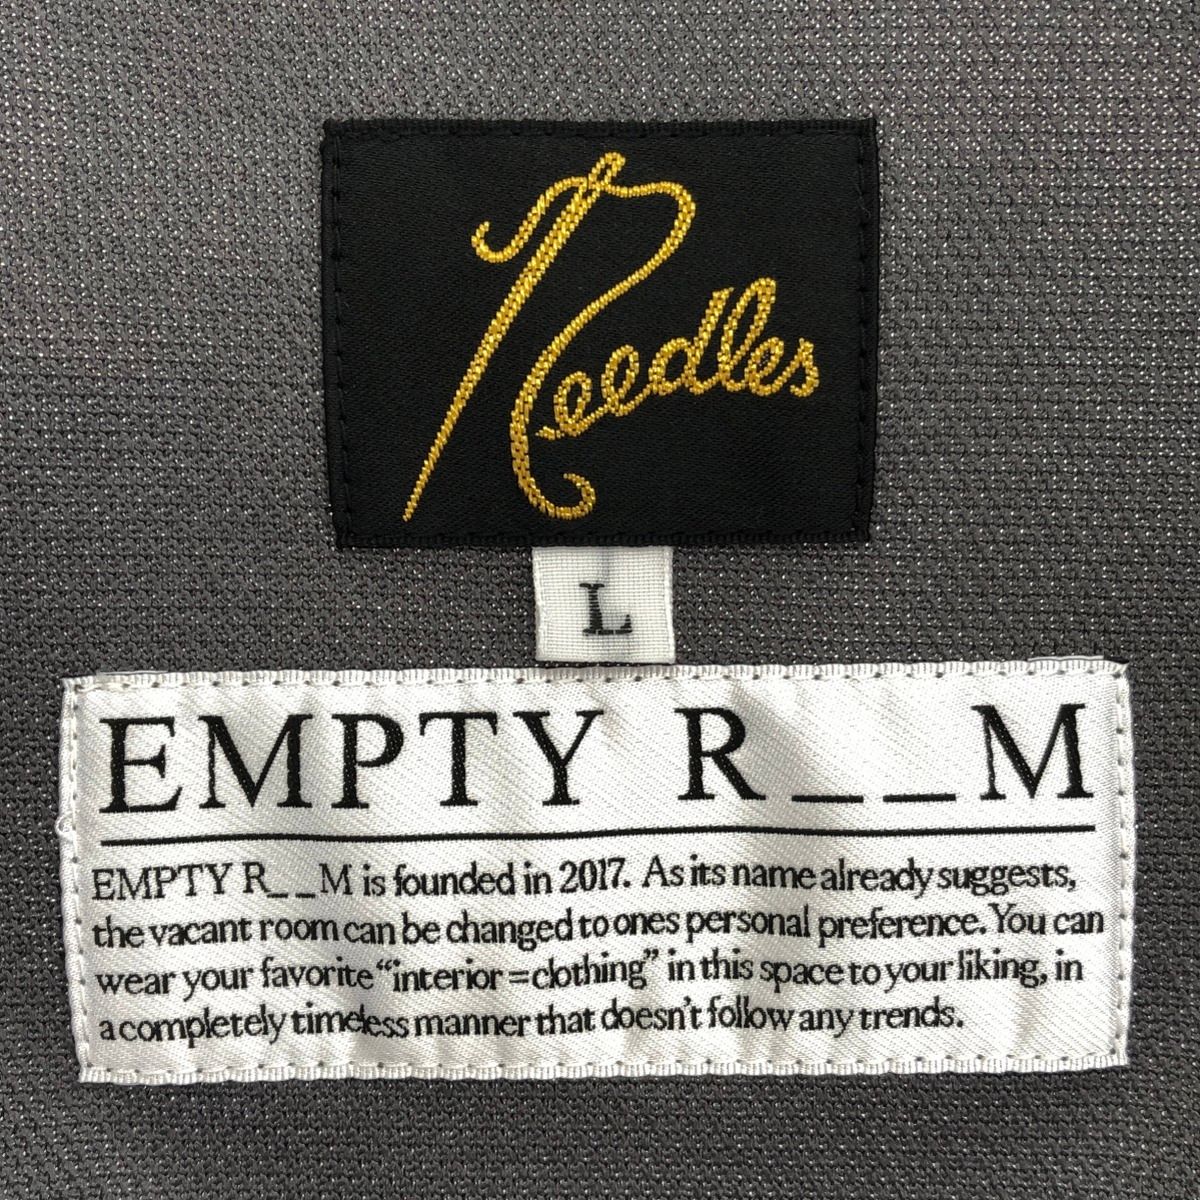 Needles
L
EMPTY R__M
EMPTY R__M is founded in 2017. As its name already suggests,
the vacant room can be changed to ones personal preference. You can
wear your favorite “interior=clothing” in this space to your liking, in
a completely timeless manner that doesn't follow any trends.